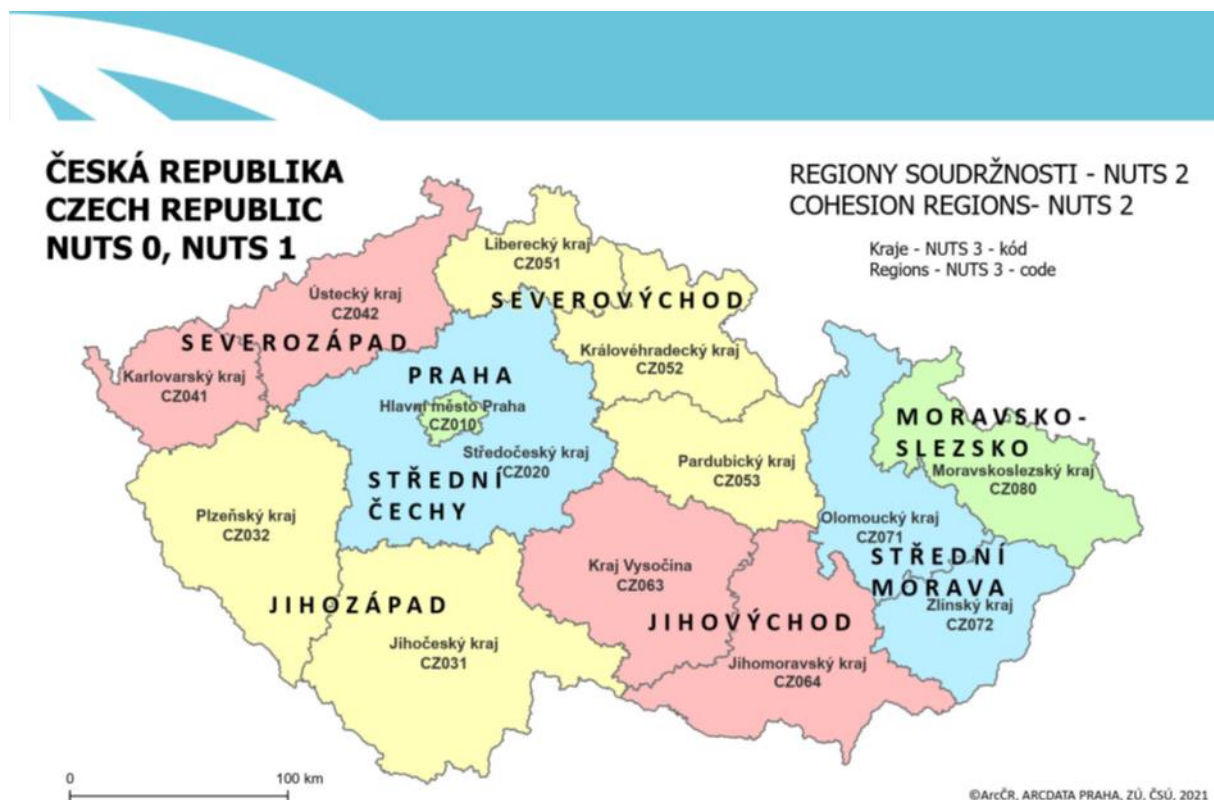 ČESKÁ REPUBLIKA
CZECH REPUBLIC
NUTS 0, NUTS 1
REGIONY SOUDRŽNOSTI - NUTS 2
COHESION REGIONS- NUTS 2
Kraje - NUTS 3 - kód
Regions - NUTS 3 - code
Liberecký kraj
CZ051
SEVEROVÝCHOD
Ústecký kraj
CZ042
SEVEROZÁPAD
Karlovarský kraj
CZ041
Královéhradecký kraj
CZ052
PRAHA
Hlavní město Praha
CZ010
Středočeský kraj
CZ020
STŘEDNÍ
ČECHY
Pardubický kraj
CZ053
MORAVSKO-
SLEZSKO
Moravskoslezský kraj
CZ080
Plzeňský kraj
CZ032
Olomoucký kraj
CZ071
STŘEDNÍ
MORAVA
Zlínský kraj
CZ072
Kraj Vysočina
CZ063
JIHOZÁPAD
Jihočeský kraj
CZ031
JIHOVÝCHOD
Jihomoravský kraj
CZ064
0 100 km
©ArcČR, ARCDATA PRAHA, ZÚ, ČSÚ, 2021